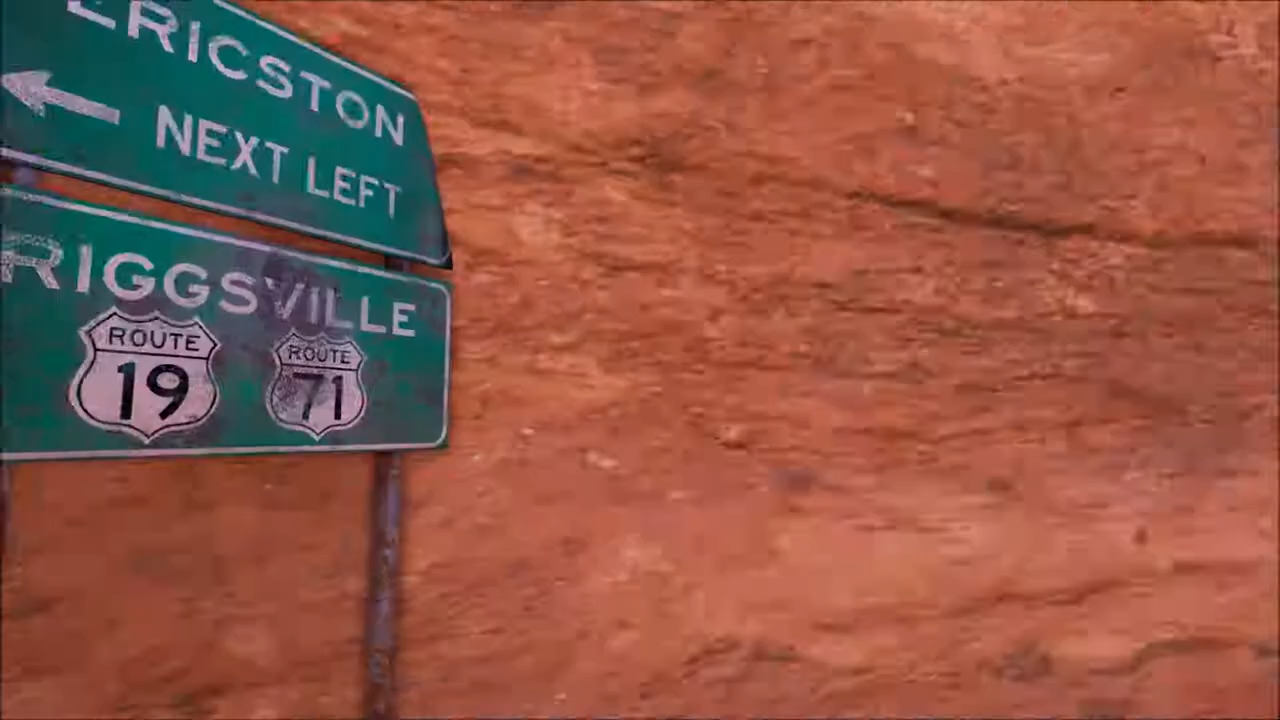 ERICSTON
NEXT LEFT
RIGGSVILLE
ROUTE
19
ROUTE
71